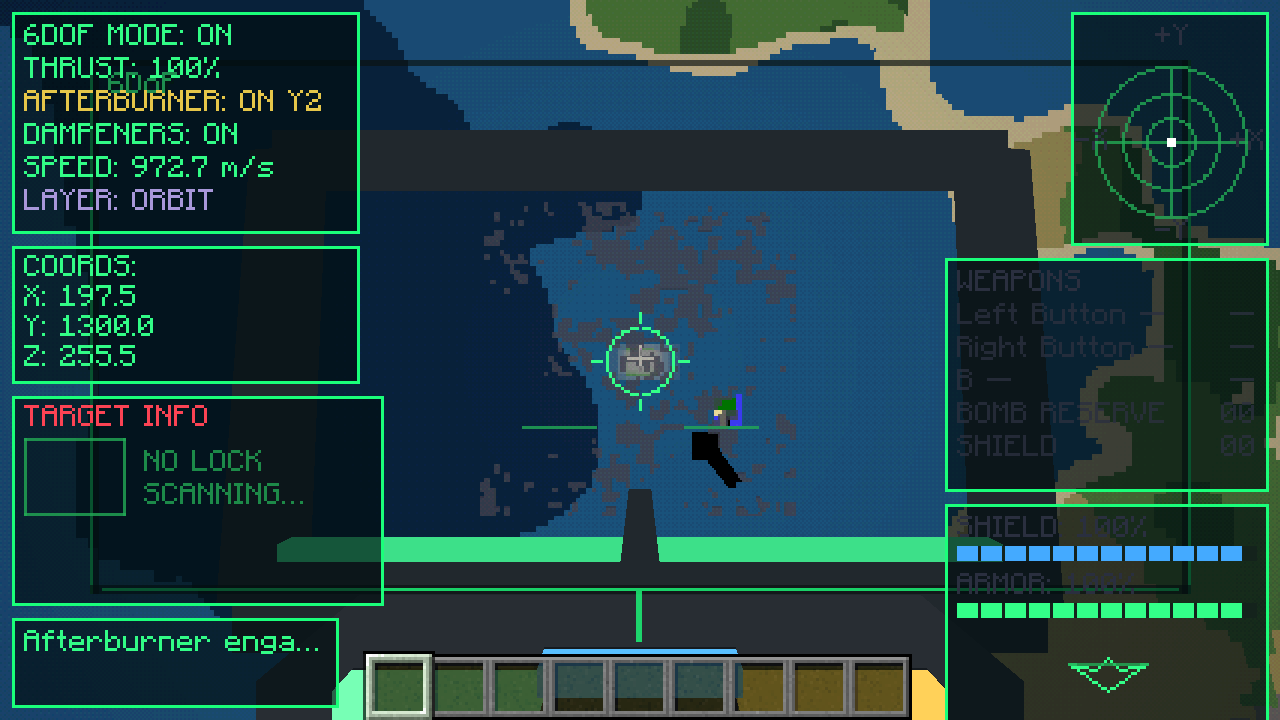 6DOF MODE: ON
THRUST: 100%
6DoF
AFTERBURNER: ON Y2
DAMPENERS: ON
SPEED: 972.7 m/s
LAYER: ORBIT
COORDS:
X: 197.5
Y: 1300.0
Z: 255.5
TARGET INFO
NO LOCK
SCANNING...
Afterburner enga...
+Y
-X +X
-Y
WEAPONS
Left Button — —
Right Button — —
B — —
BOMB RESERVE 00
SHIELD 00
SHIELD: 100%
ARMOR: 100%